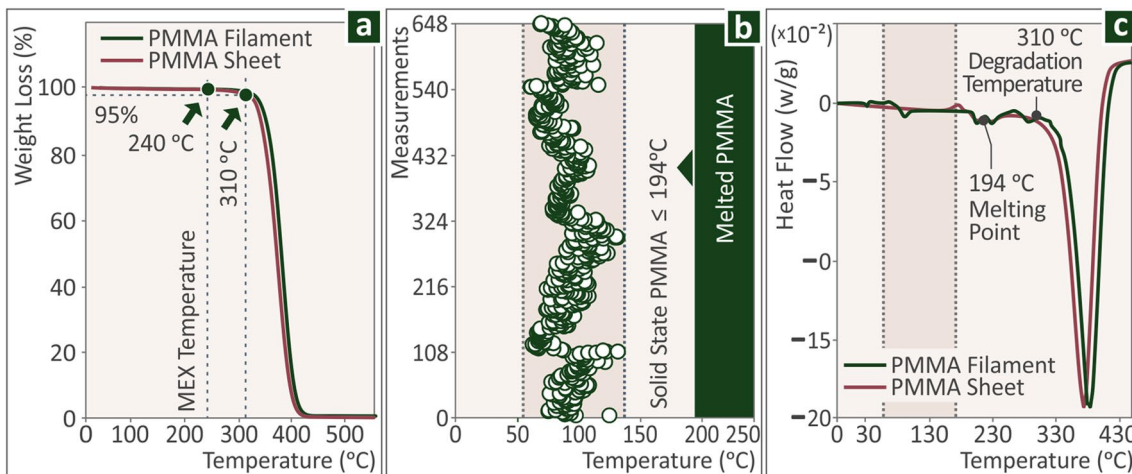 a
Weight Loss (%)
PMMA Filament
PMMA Sheet
100
80
60
40
20
0
95%
240 °C
310 °C
MEX Temperature
0
100
200
300
400
500
Temperature (°C)
b
Measurements
648
540
432
324
216
108
0
Solid State PMMA ≤ 194°C
Melted PMMA
0
50
100
150
200
250
Temperature (°C)
c
(×10⁻²)
Heat Flow (w/g)
0
−5
−0
−15
−20
310 °C
Degradation
Temperature
194 °C
Melting
Point
PMMA Filament
PMMA Sheet
0
30
130
230
330
430
Temperature (°C)